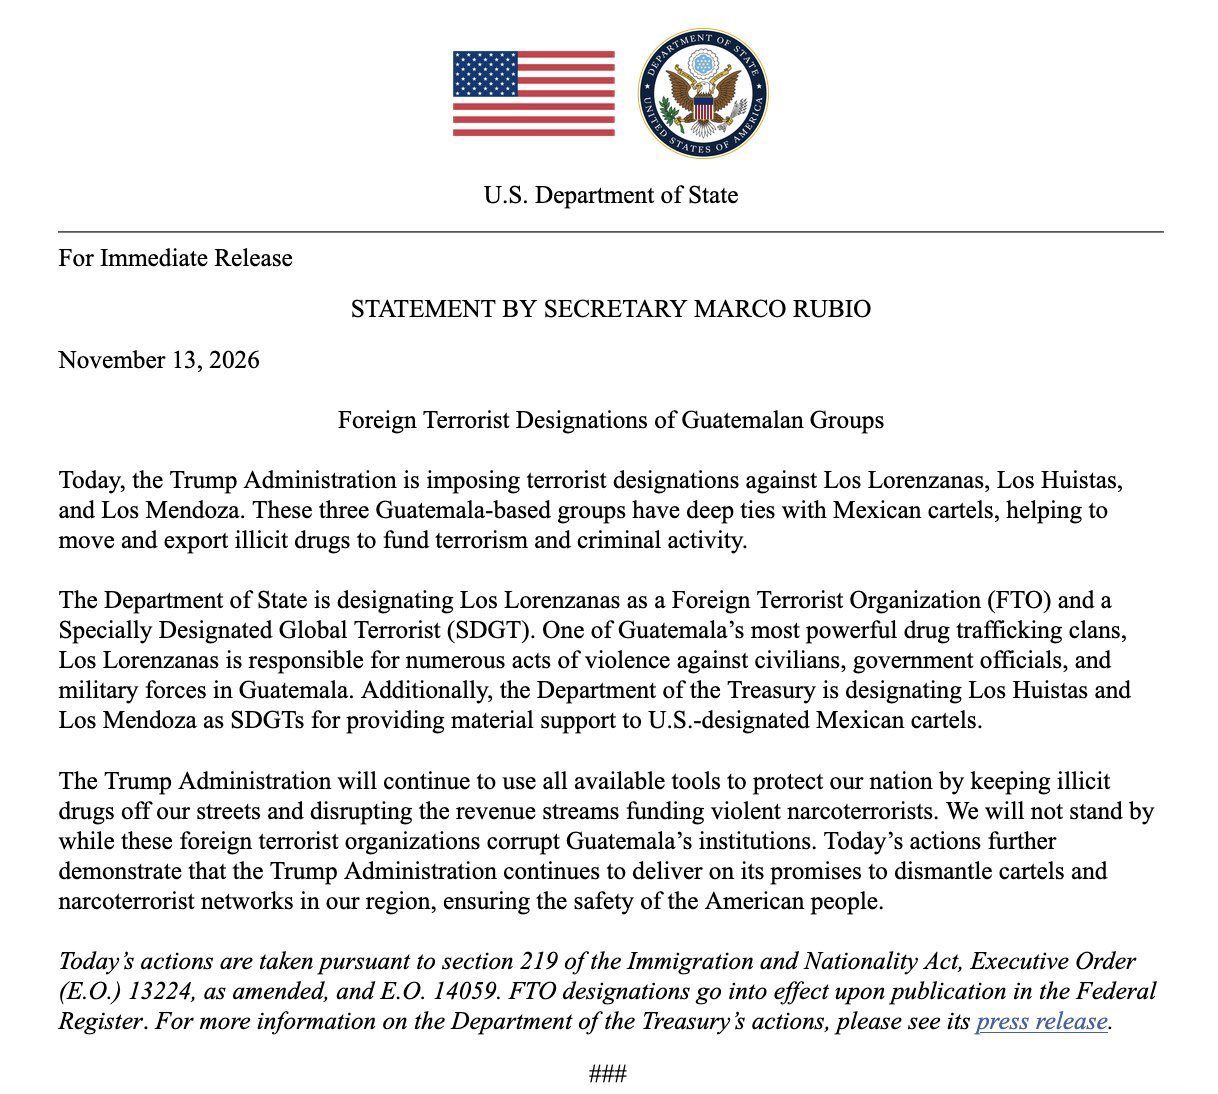 DEPARTMENT OF STATE
UNITED STATES OF AMERICA
U.S. Department of State
For Immediate Release
STATEMENT BY SECRETARY MARCO RUBIO
November 13, 2026
Foreign Terrorist Designations of Guatemalan Groups
Today, the Trump Administration is imposing terrorist designations against Los Lorenzanas, Los Huistas,
and Los Mendoza. These three Guatemala-based groups have deep ties with Mexican cartels, helping to
move and export illicit drugs to fund terrorism and criminal activity.
The Department of State is designating Los Lorenzanas as a Foreign Terrorist Organization (FTO) and a
Specially Designated Global Terrorist (SDGT). One of Guatemala’s most powerful drug trafficking clans,
Los Lorenzanas is responsible for numerous acts of violence against civilians, government officials, and
military forces in Guatemala. Additionally, the Department of the Treasury is designating Los Huistas and
Los Mendoza as SDGTs for providing material support to U.S.-designated Mexican cartels.
The Trump Administration will continue to use all available tools to protect our nation by keeping illicit
drugs off our streets and disrupting the revenue streams funding violent narcoterrorists. We will not stand by
while these foreign terrorist organizations corrupt Guatemala’s institutions. Today’s actions further
demonstrate that the Trump Administration continues to deliver on its promises to dismantle cartels and
narcoterrorist networks in our region, ensuring the safety of the American people.
Today’s actions are taken pursuant to section 219 of the Immigration and Nationality Act, Executive Order
(E.O.) 13224, as amended, and E.O. 14059. FTO designations go into effect upon publication in the Federal
Register. For more information on the Department of the Treasury’s actions, please see its press release.
###